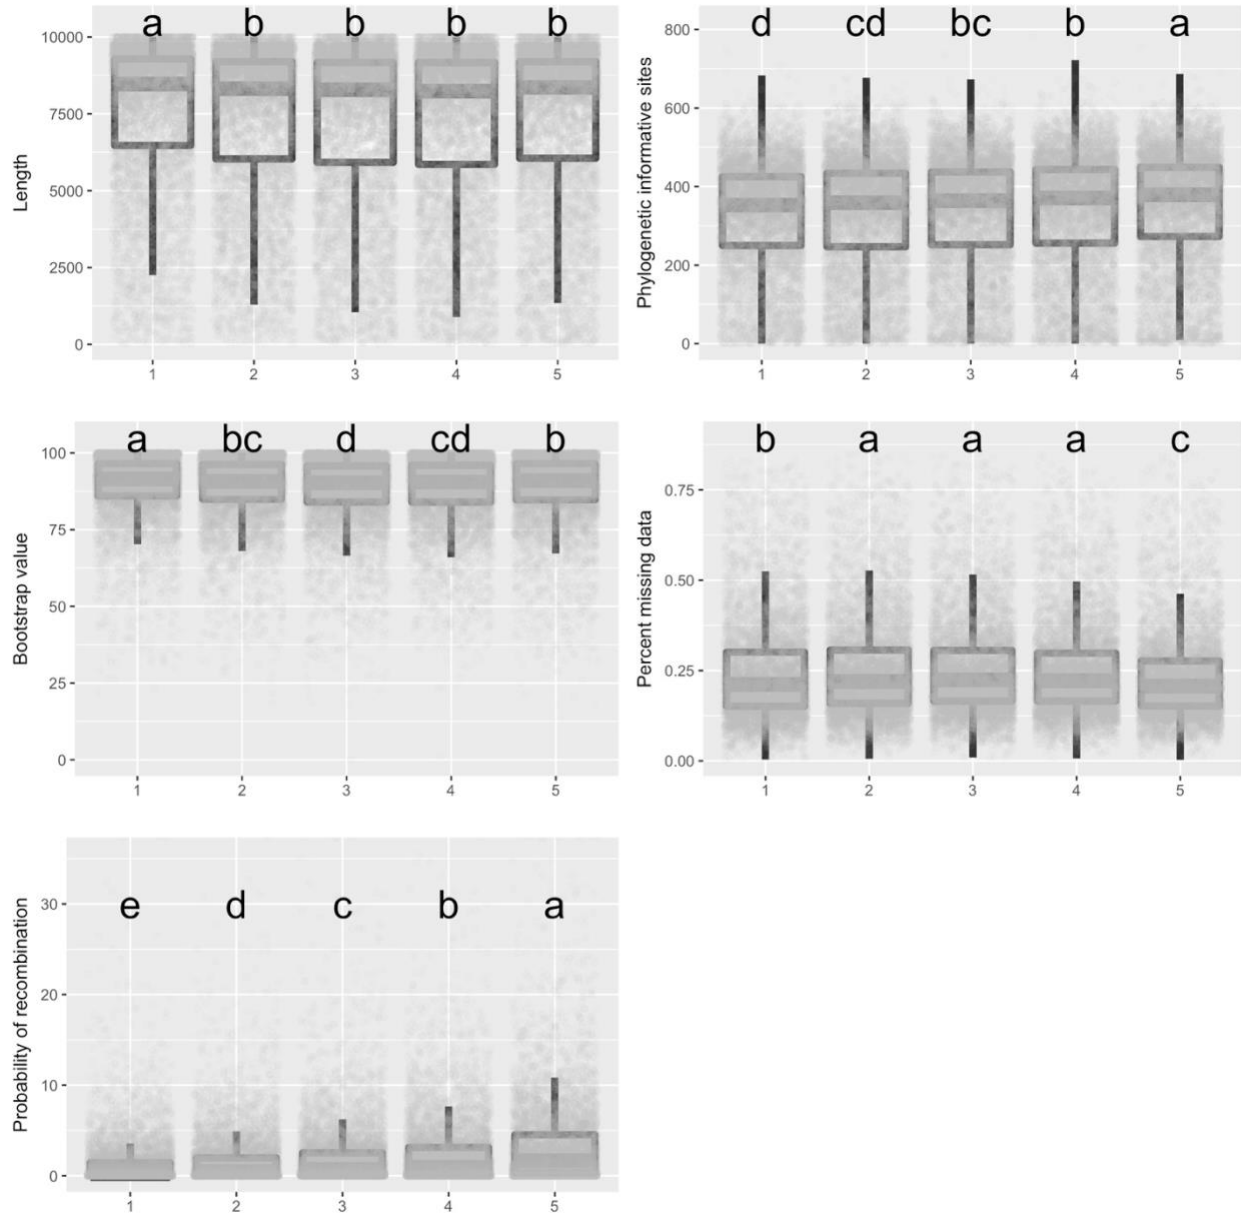 a b b b b
10000
7500
5000
2500
0
Length
1 2 3 4 5
d cd bc b a
800
600
400
200
0
Phylogenetic informative sites
1 2 3 4 5
a bc d cd b
100
75
50
25
0
Bootstrap value
1 2 3 4 5
b a a a c
0.75
0.50
0.25
0.00
Percent missing data
1 2 3 4 5
e d c b a
30
20
10
0
Probability of recombination
1 2 3 4 5